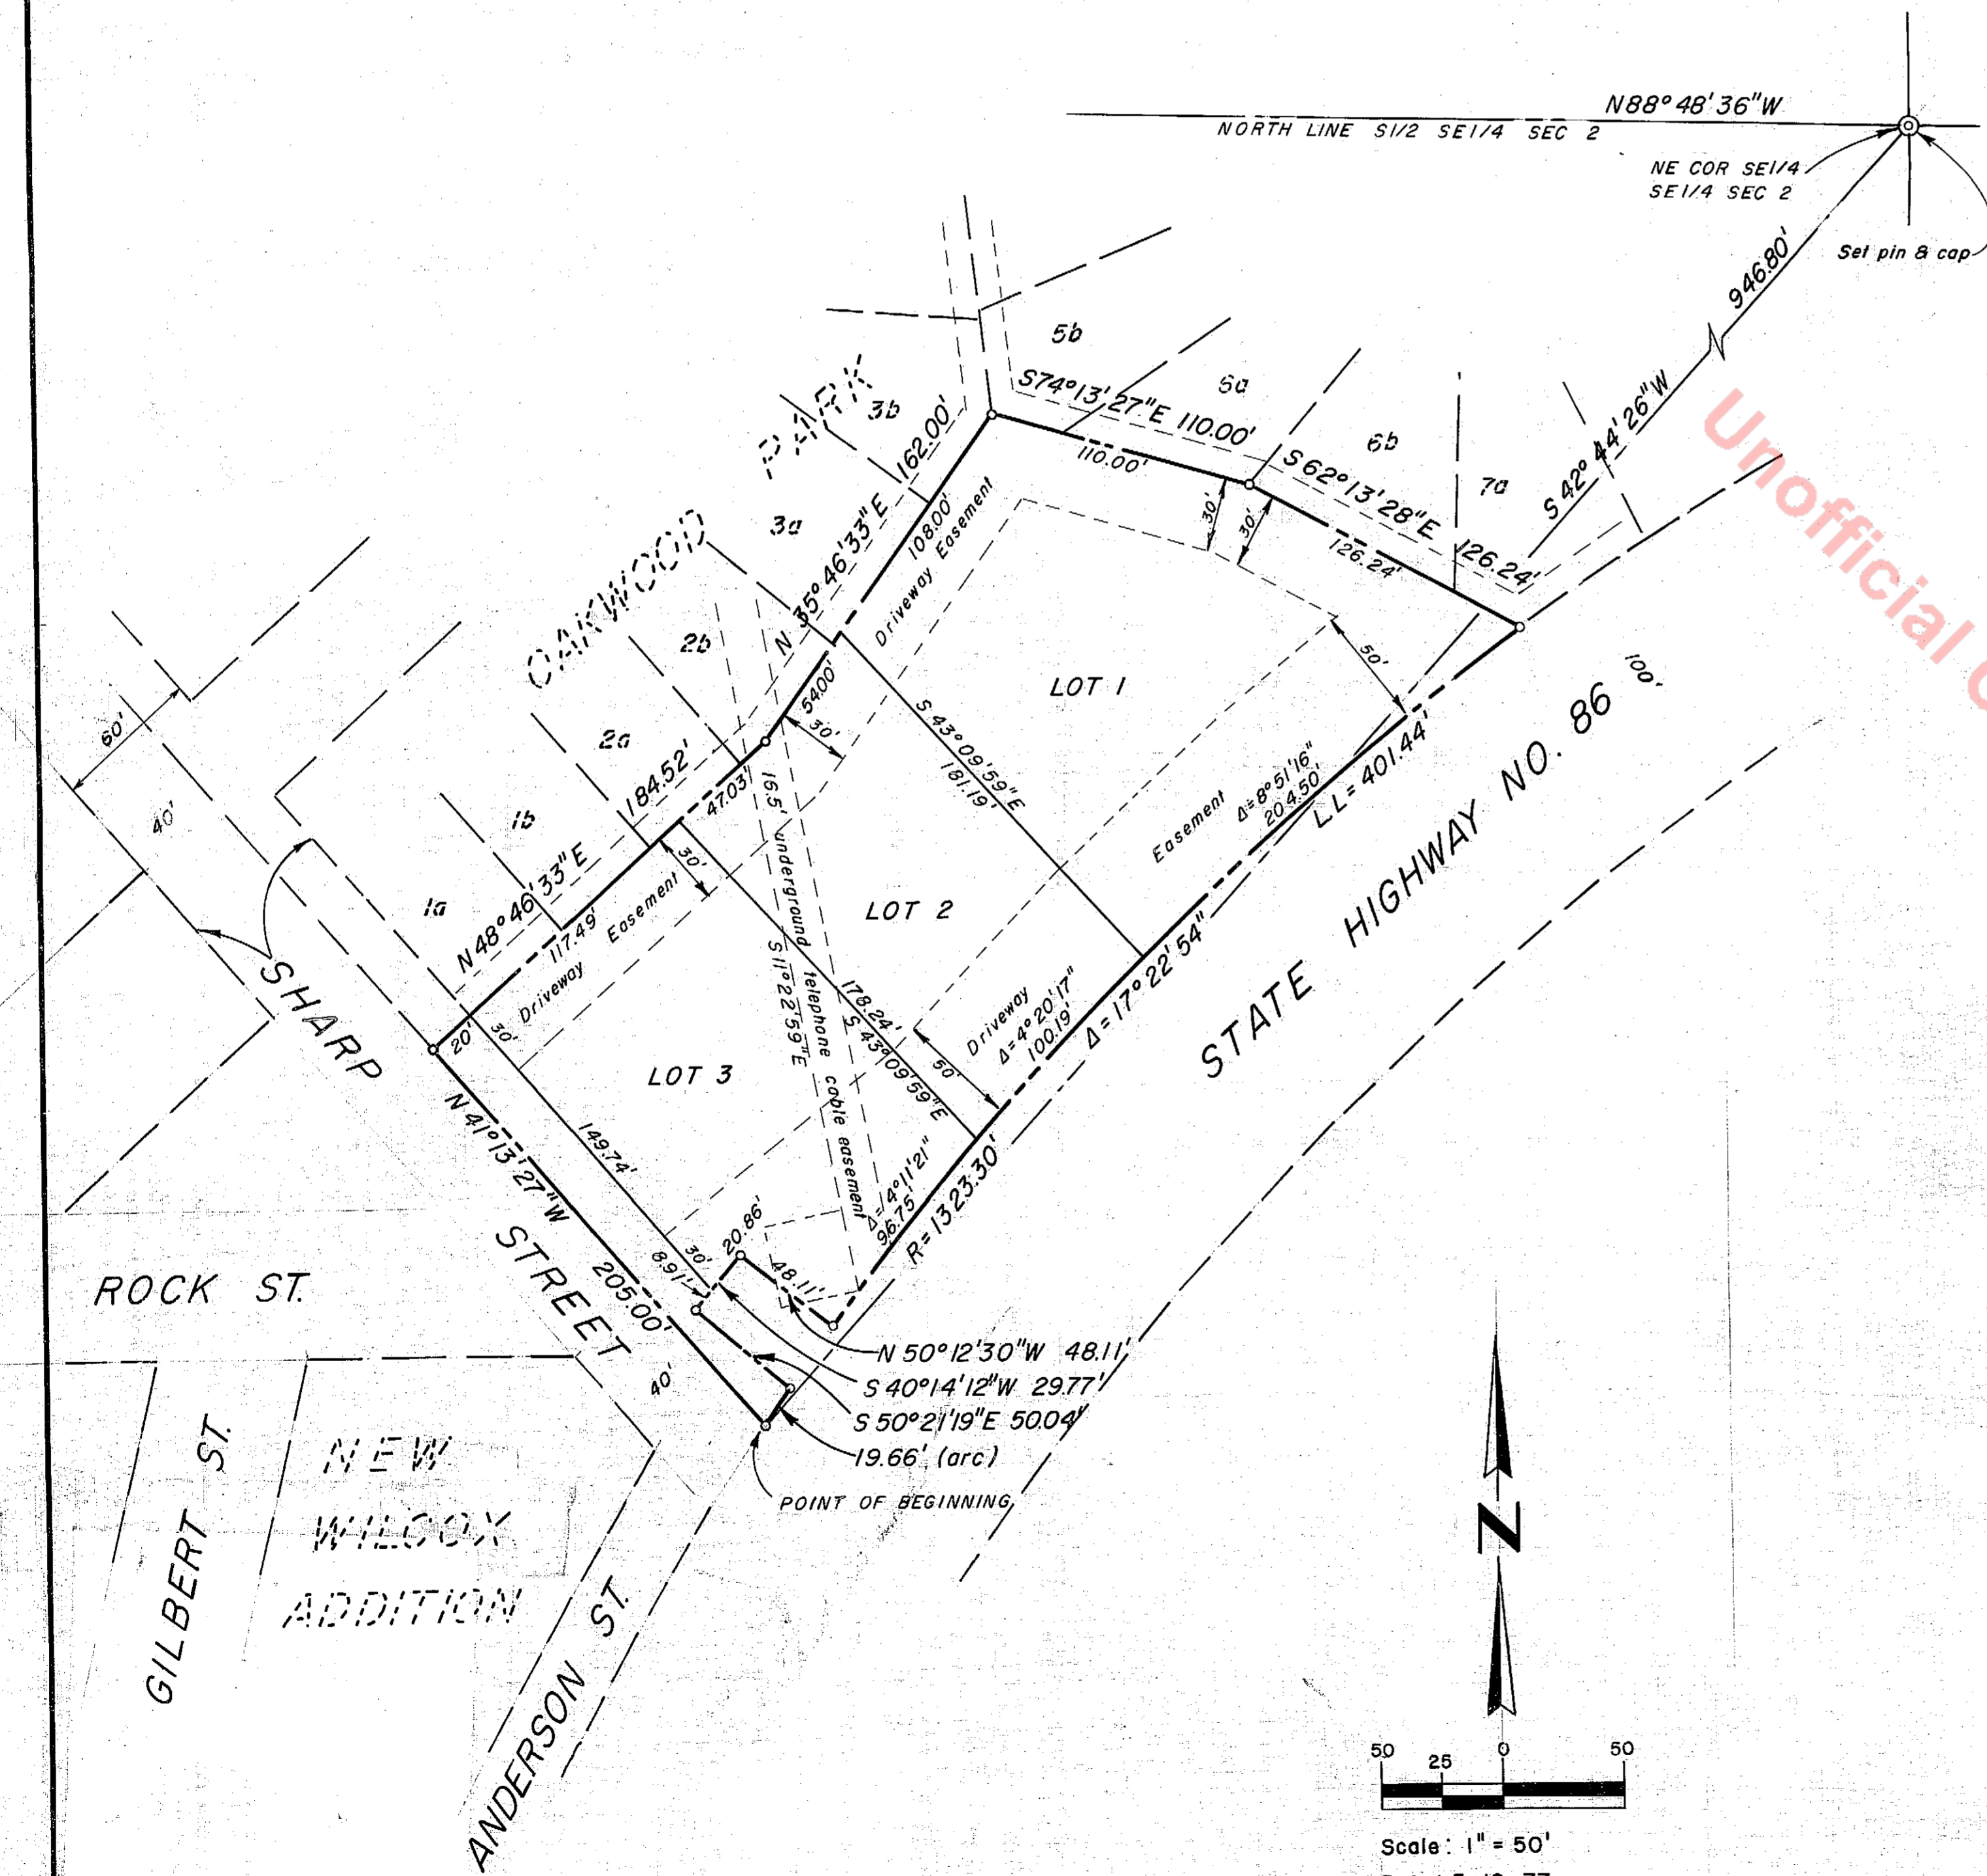 N88°48'36"W
NORTH LINE S1/2 SE1/4 SEC 2
NE COR SE1/4
SE1/4 SEC 2
Set pin & cap
946.80'
S 42° 44' 26" W
Unofficial
OAKWOOD PARK
5b
6a
6b
7a
3b
3a
2b
2a
1b
1a
S74°13'27"E 110.00'
110.00'
S 62°13'28"E 126.24'
126.24'
30'
30'
N 35° 46' 33" E 162.00'
108.00'
Driveway Easement
54.00'
30'
LOT 1
50'
S 43°09'59"E
181.19'
Δ=8°51'16"
204.50'
L.L.=401.44'
Easement
STATE HIGHWAY NO. 86
100'
60'
40'
184.52'
N 48° 46' 33" E
47.03'
117.49'
30'
Driveway Easement
16.5' underground telephone cable easement
S 11° 22' 59" E
LOT 2
178.24'
S 43°09'59"E
Driveway
Δ=4°20'17"
100.19'
50'
Δ=17°22'54"
R=1323.30'
SHARP STREET
20'
30'
LOT 3
N 41°13'27"W 205.00'
149.74'
Δ=4°11'21"
96.75'
30'
8.91'
20.86'
48.11'
40'
N 50°12'30"W 48.11'
S 40°14'12"W 29.77'
S 50°21'19"E 50.04'
19.66' (arc)
POINT OF BEGINNING
ROCK ST.
GILBERT ST.
NEW
WILCOX
ADDITION
ANDERSON ST.
N
50 25 0 50
Scale: 1" = 50'